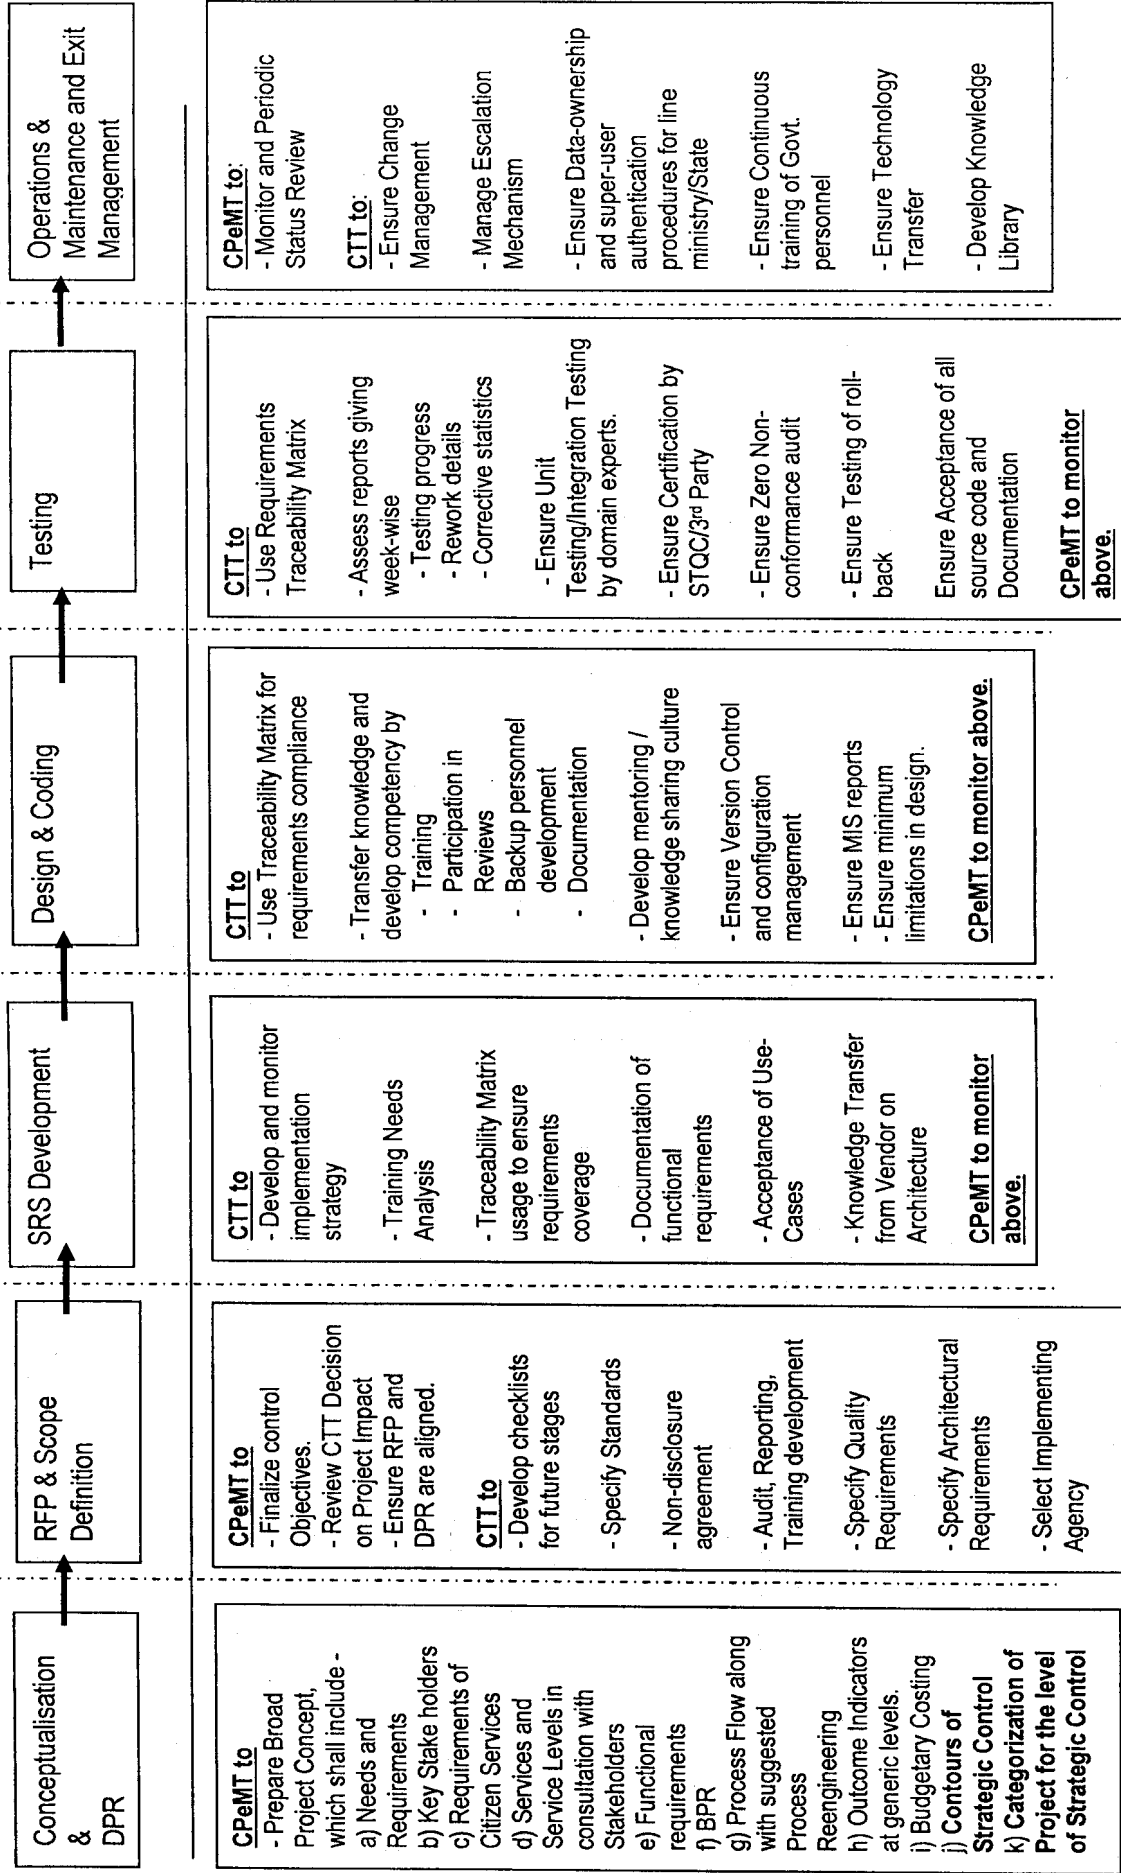 Conceptualisation
&
DPR
RFP & Scope
Definition
SRS Development
Design & Coding
Testing
Operations &
Maintenance and Exit
Management
CPeMT to
- Prepare Broad
Project Concept,
which shall include -
a) Needs and
Requirements
b) Key Stake holders
c) Requirements of
Citizen Services
d) Services and
Service Levels in
consultation with
Stakeholders
e) Functional
requirements
f) BPR
g) Process Flow along
with suggested
Process
Reengineering
h) Outcome Indicators
at generic levels.
i) Budgetary Costing
j) Contours of
Strategic Control
k) Categorization of
Project for the level
of Strategic Control
CPeMT to
- Finalize control
Objectives.
- Review CTT Decision
on Project Impact
- Ensure RFP and
DPR are aligned.
CTT to
- Develop checklists
for future stages
- Specify Standards
- Non-disclosure
agreement
- Audit, Reporting,
Training development
- Specify Quality
Requirements
- Specify Architectural
Requirements
- Select Implementing
Agency
CTT to
- Develop and monitor
implementation
strategy
- Training Needs
Analysis
- Traceability Matrix
usage to ensure
requirements
coverage
- Documentation of
functional
requirements
- Acceptance of Use-
Cases
- Knowledge Transfer
from Vendor on
Architecture
CPeMT to monitor
above.
CTT to
- Use Traceability Matrix for
requirements compliance
- Transfer knowledge and
develop competency by
- Training
- Participation in
Reviews
- Backup personnel
development
- Documentation
- Develop mentoring /
knowledge sharing culture
- Ensure Version Control
and configuration
management
- Ensure MIS reports
- Ensure minimum
limitations in design.
CPeMT to monitor above.
CTT to
- Use Requirements
Traceability Matrix
- Assess reports giving
week-wise
- Testing progress
- Rework details
- Corrective statistics
- Ensure Unit
Testing/Integration Testing
by domain experts.
- Ensure Certification by
STQC/3rd Party
- Ensure Zero Non-
conformance audit
- Ensure Testing of roll-
back
Ensure Acceptance of all
source code and
Documentation
CPeMT to monitor
above.
CPeMT to:
- Monitor and Periodic
Status Review
CTT to:
- Ensure Change
Management
- Manage Escalation
Mechanism
- Ensure Data-ownership
and super-user
authentication
procedures for line
ministry/State
- Ensure Continuous
training of Govt.
personnel
- Ensure Technology
Transfer
- Develop Knowledge
Library